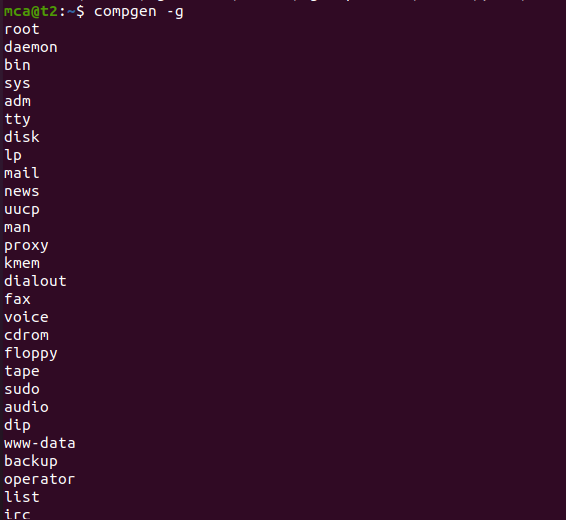 mca@t2:~$ compgen -g
root
daemon
bin
sys
adm
tty
disk
lp
mail
news
uucp
man
proxy
kmem
dialout
fax
voice
cdrom
floppy
tape
sudo
audio
dip
www-data
backup
operator
list
irc